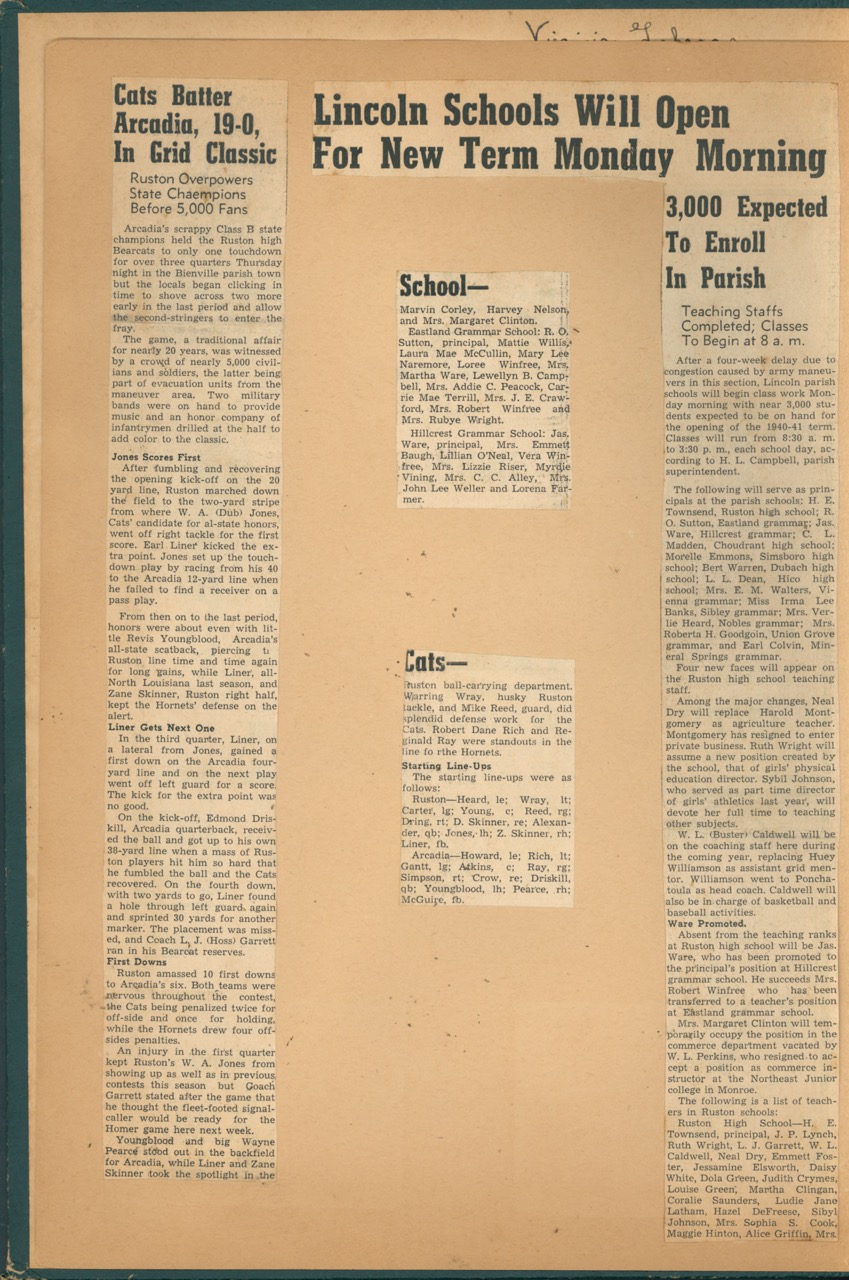 Cats Batter
Arcadia, 19-0,
In Grid Classic
Ruston Overpowers
State Chaempions
Before 5,000 Fans
Arcadia's scrappy Class B state
champions held the Ruston high
Bearcats to only one touchdown
for over three quarters Thursday
night in the Bienville parish town
but the locals began clicking in
time to shove across two more
early in the last period and allow
the second-stringers to enter the
fray.
The game, a traditional affair
for nearly 20 years, was witnessed
by a crowd of nearly 5,000 civil-
ians and soldiers, the latter being
part of evacuation units from the
maneuver area. Two military
bands were on hand to provide
music and an honor company of
infantrymen drilled at the half to
add color to the classic.
Jones Scores First
After fumbling and recovering
the opening kick-off on the 20
yard line, Ruston marched down
the field to the two-yard stripe
from where W. A. (Dub) Jones,
Cats' candidate for al-state honors,
went off right tackle for the first
score. Earl Liner kicked the ex-
tra point. Jones set up the touch-
down play by racing from his 40
to the Arcadia 12-yard line when
he failed to find a receiver on a
pass play.
From then on to the last period,
honors were about even with lit-
tle Revis Youngblood, Arcadia's
all-state scatback, piercing
Ruston line time and time again
for long gains, while Liner, all-
North Louisiana last season, and
Zane Skinner, Ruston right half,
kept the Hornets' defense on the
alert.
Liner Gets Next One
In the third quarter, Liner, on
a lateral from Jones, gained a
first down on the Arcadia four-
yard line and on the next play
went off left guard for a score.
The kick for the extra point was
no good.
On the kick-off, Edmond Dris-
kill, Arcadia quarterback, receiv-
ed the ball and got up to his own
38-yard line when a mass of Rus-
ton players hit him so hard that
he fumbled the ball and the Cats
recovered. On the fourth down,
with two yards to go, Liner found
a hole through left guard again
and sprinted 30 yards for another
marker. The placement was miss-
ed, and Coach L. J. (Hoss) Garrett
ran in his Bearcat reserves.
First Downs
Ruston amassed 10 first downs
to Arcadia's six. Both teams were
nervous throughout the contest,
the Cats being penalized twice for
off-side and once for holding,
while the Hornets drew four off-
sides penalties.
An injury in the first quarter
kept Ruston's W. A. Jones from
showing up as well as in previous
contests this season but Coach
Garrett stated after the game that
he thought the fleet-footed signal-
caller would be ready for the
Homer game here next week.
Youngblood and big Wayne
Pearce stood out in the backfield
for Arcadia, while Liner and Zane
Skinner took the spotlight in the
Lincoln Schools Will Open
For New Term Monday Morning
School—
Marvin Corley, Harvey Nelson,
and Mrs. Margaret Clinton.
Eastland Grammar School: R. O.
Sutton, principal, Mattie Willis,
Laura Mae McCullin, Mary Lee
Naremore, Loree Winfree, Mrs.
Martha Ware, Lewellyn B. Camp-
bell, Mrs. Addie C. Peacock, Car-
rie Mae Terrill, Mrs. J. E. Craw-
ford, Mrs. Robert Winfree and
Mrs. Rubye Wright.
Hillcrest Grammar School: Jas.
Ware, principal, Mrs. Emmett
Baugh, Lillian O'Neal, Vera Win-
free, Mrs. Lizzie Riser, Myrdie
Vining, Mrs. C. C. Alley, Mrs.
John Lee Weller and Lorena Far-
mer.
Cats—
Ruston ball-carrying department.
Warring Wray, husky Ruston
tackle, and Mike Reed, guard, did
splendid defense work for the
Cats. Robert Dane Rich and Re-
ginald Ray were standouts in the
line fo rthe Hornets.
Starting Line-Ups
The starting line-ups were as
follows:
Ruston—Heard, le; Wray, lt;
Carter, lg; Young, c; Reed, rg;
Dring, rt; D. Skinner, re; Alexan-
der, qb; Jones, lh; Z. Skinner, rh;
Liner, fb.
Arcadia—Howard, le; Rich, lt;
Gantt, lg; Adkins, c; Ray, rg;
Simpson, rt; Crow, re; Driskill,
qb; Youngblood, lh; Pearce, rh;
McGuire, fb.
3,000 Expected
To Enroll
In Parish
Teaching Staffs
Completed; Classes
To Begin at 8 a. m.
After a four-week delay due to
congestion caused by army maneu-
vers in this section, Lincoln parish
schools will begin class work Mon-
day morning with near 3,000 stu-
dents expected to be on hand for
the opening of the 1940-41 term.
Classes will run from 8:30 a. m.
to 3:30 p. m., each school day, ac-
cording to H. L. Campbell, parish
superintendent.
The following will serve as prin-
cipals at the parish schools: H. E.
Townsend, Ruston high school; R.
O. Sutton, Eastland grammar; Jas.
Ware, Hillcrest grammar; C. L.
Madden, Choudrant high school;
Morelle Emmons, Simsboro high
school; Bert Warren, Dubach high
school; L. L. Dean, Hico high
school; Mrs. E. M. Walters, Vi-
enna grammar; Miss Irma Lee
Banks, Sibley grammar; Mrs. Ver-
lie Heard, Nobles grammar; Mrs.
Roberta H. Goodgoin, Union Grove
grammar, and Earl Colvin, Min-
eral Springs grammar.
Four new faces will appear on
the Ruston high school teaching
staff.
Among the major changes, Neal
Dry will replace Harold Mont-
gomery as agriculture teacher.
Montgomery has resigned to enter
private business. Ruth Wright will
assume a new position created by
the school, that of girls' physical
education director. Sybil Johnson,
who served as part time director
of girls' athletics last year, will
devote her full time to teaching
other subjects.
W. L. (Buster) Caldwell will be
on the coaching staff here during
the coming year, replacing Huey
Williamson as assistant grid men-
tor. Williamson went to Poncha-
toula as head coach. Caldwell will
also be in charge of basketball and
baseball activities.
Ware Promoted.
Absent from the teaching ranks
at Ruston high school will be Jas.
Ware, who has been promoted to
the principal's position at Hillcrest
grammar school. He succeeds Mrs.
Robert Winfree who has been
transferred to a teacher's position
at Eastland grammar school.
Mrs. Margaret Clinton will tem-
porarily occupy the position in the
commerce department vacated by
W. L. Perkins, who resigned to ac-
cept a position as commerce in-
structor at the Northeast Junior
college in Monroe.
The following is a list of teach-
ers in Ruston schools:
Ruston High School—H. E.
Townsend, principal, J. P. Lynch,
Ruth Wright, L. J. Garrett, W. L.
Caldwell, Neal Dry, Emmett Fos-
ter, Jessamine Elsworth, Daisy
White, Dola Green, Judith Crymes,
Louise Green, Martha Clingan,
Coralie Saunders, Ludie Jane
Latham, Hazel DeFreese, Sibyl
Johnson, Mrs. Sophia S. Cook,
Maggie Hinton, Alice Griffin, Mrs.